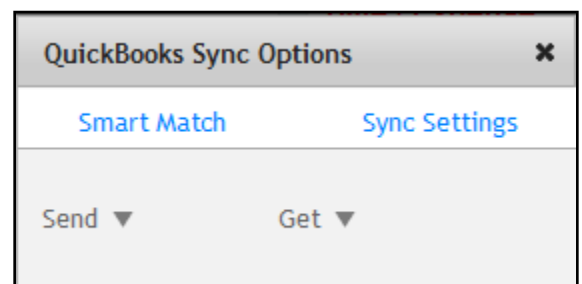 QuickBooks Sync Options ✖
Smart Match Sync Settings
Send ▼ Get ▼